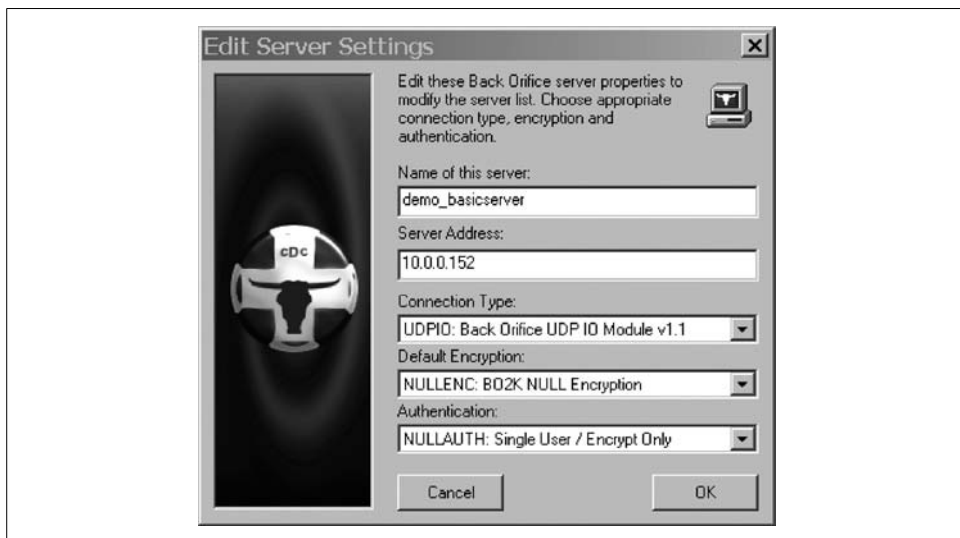 Edit Server Settings
Edit these Back Orifice server properties to
modify the server list. Choose appropriate
connection type, encryption and
authentication.
Name of this server:
demo_basicserver
Server Address:
10.0.0.152
cDc
Connection Type:
UDPIO: Back Orifice UDP IO Module v1.1
Default Encryption:
NULLENC: BO2K NULL Encryption
Authentication:
NULLAUTH: Single User / Encrypt Only
Cancel
OK